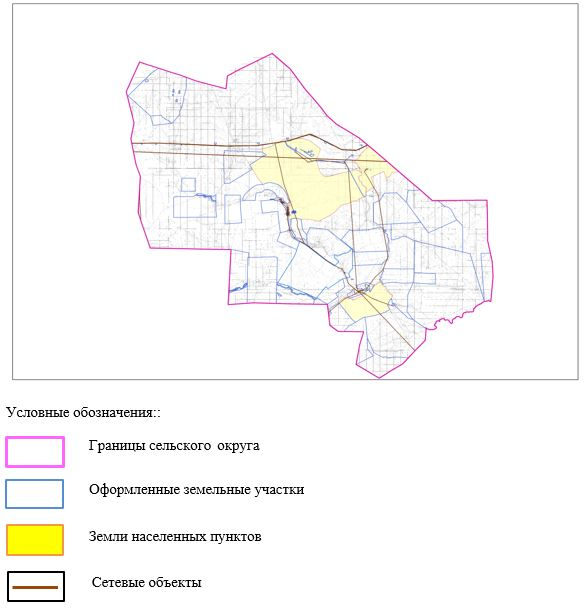 Условные обозначения::
Границы сельского округа
Оформленные земельные участки
Земли населенных пунктов
Сетевые объекты